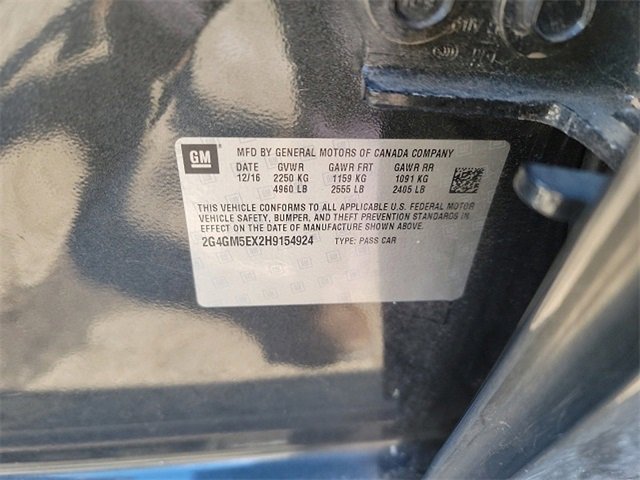 GM
MFD BY GENERAL MOTORS OF CANADA COMPANY
DATE GVWR GAWR FRT GAWR RR
12/16 2250 KG 1159 KG 1091 KG
4960 LB 2555 LB 2405 LB
THIS VEHICLE CONFORMS TO ALL APPLICABLE U.S. FEDERAL MOTOR
VEHICLE SAFETY, BUMPER, AND THEFT PREVENTION STANDARDS IN
EFFECT ON THE DATE OF MANUFACTURE SHOWN ABOVE.
2G4GM5EX2H9154924 TYPE: PASS CAR